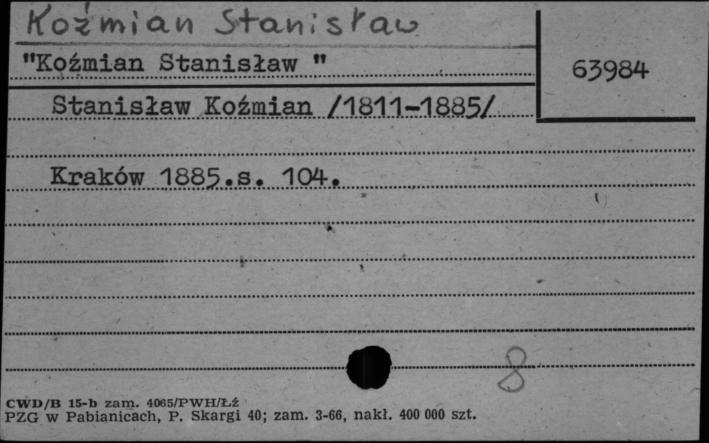 Koźmian Stanisław
"Koźmian Stanisław "
63984
Stanisław Koźmian /1811-1885/
Kraków 1885.s. 104.
8
CWD/B 15-b zam. 4065/PWH/Łź
PZG w Pabianicach, P. Skargi 40; zam. 3-66, nakł. 400 000 szt.